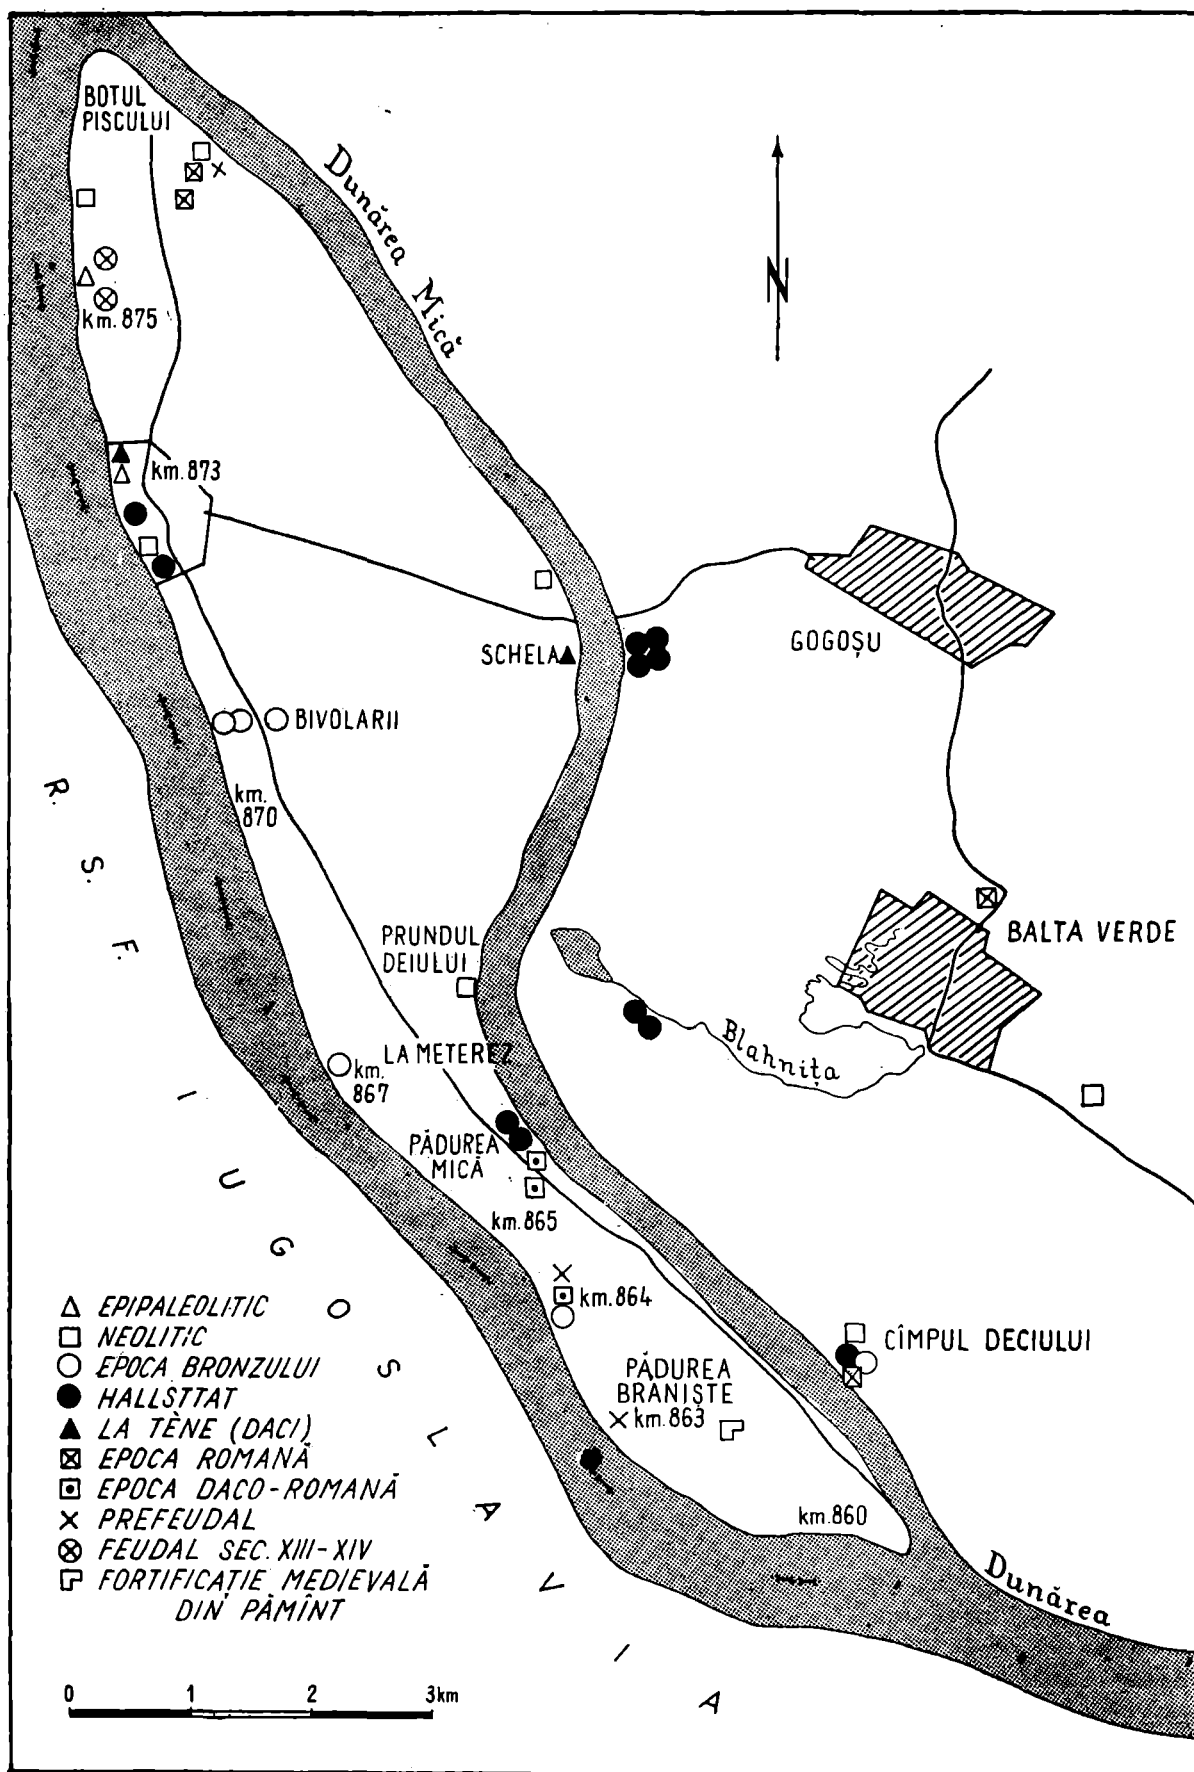 BOTUL
PISCULUI
Dunărea Mică
km. 875
N
km. 873
SCHELA
GOGOȘU
BIVOLARII
km.
870
R. S. F. IUGOSLAVIA
PRUNDUL
DEIULUI
BALTA VERDE
LA METEREZ
Blahnița
km.
867
PĂDUREA
MICĂ
km. 865
km. 864
CÎMPUL DECIULUI
PĂDUREA
BRANIȘTE
km. 863
km. 860
Dunărea
EPIPALEOLITIC
NEOLITIC
EPOCA BRONZULUI
HALLSTTAT
LA TÈNE (DACI)
EPOCA ROMANĂ
EPOCA DACO-ROMANĂ
PREFEUDAL
FEUDAL SEC. XIII-XIV
FORTIFICAȚIE MEDIEVALĂ
DIN PĂMÎNT
0 1 2 3km